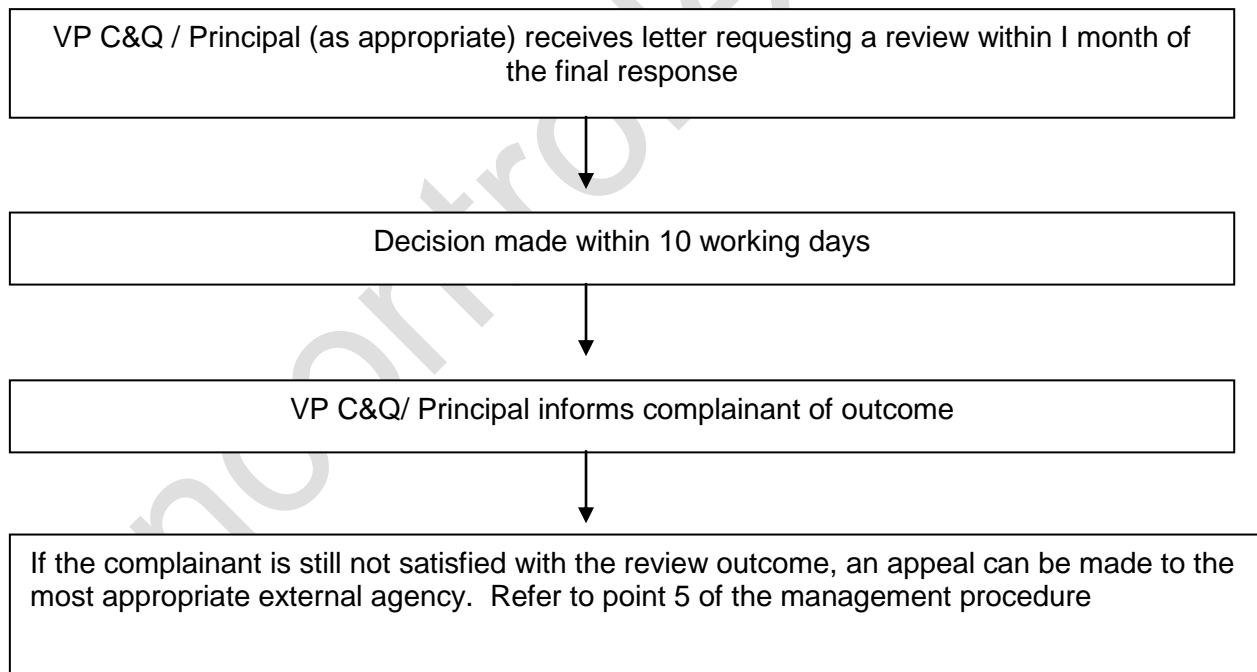 VP C&Q / Principal (as appropriate) receives letter requesting a review within I month of
the final response
Decision made within 10 working days
VP C&Q/ Principal informs complainant of outcome
If the complainant is still not satisfied with the review outcome, an appeal can be made to the
most appropriate external agency.  Refer to point 5 of the management procedure